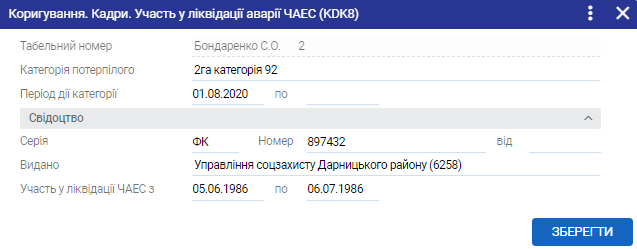 Коригування. Кадри. Участь у ліквідації аварії ЧАЕС (KDK8)
Табельний номер Бондаренко С.О. 2
Категорія потерпілого 2га категорія 92
Період дії категорії 01.08.2020 по
Свідоцтво
Серія ФК Номер 897432 від
Видано Управління соцзахисту Дарницького району (6258)
Участь у ліквідації ЧАЕС з 05.06.1986 по 06.07.1986
ЗБЕРЕГТИ